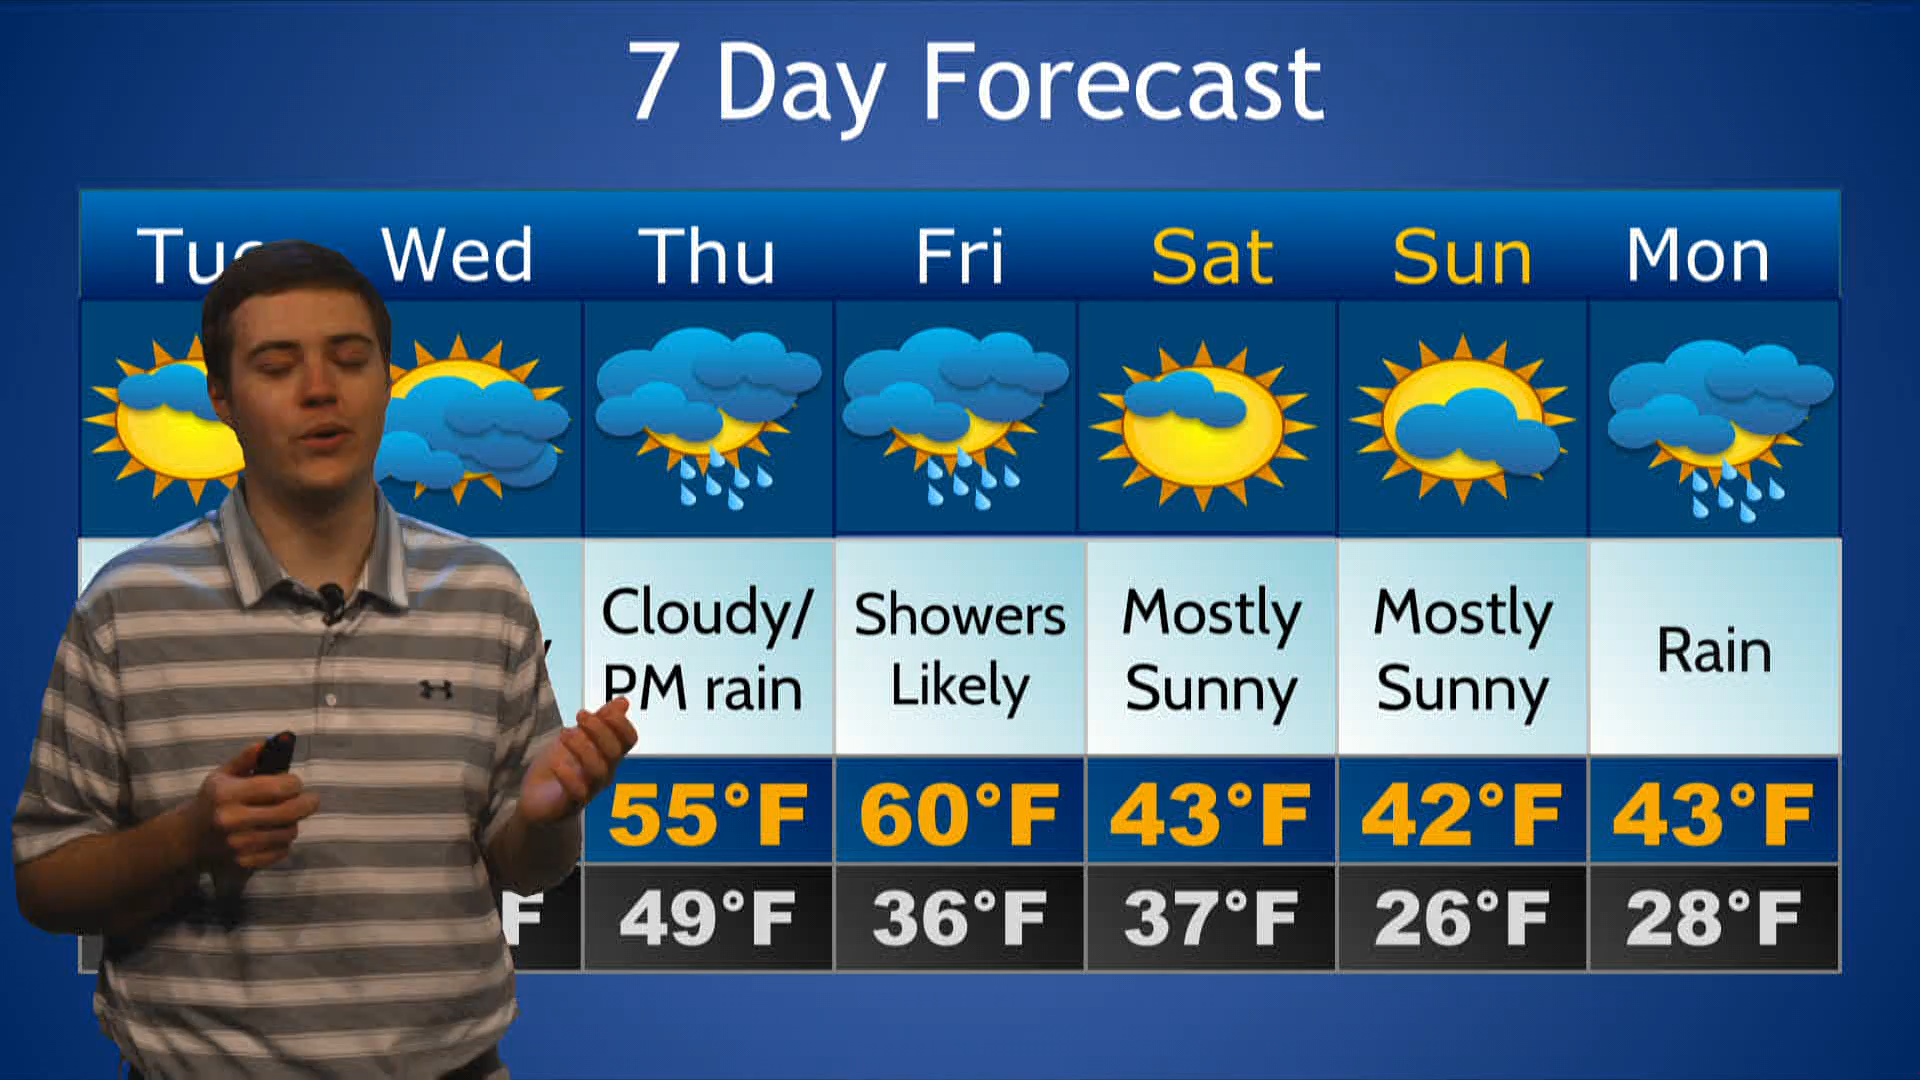 7 Day Forecast
Wed Thu Fri Sat Sun Mon
Cloudy/ Showers Mostly Mostly Rain
PM rain Likely Sunny Sunny
55°F 60°F 43°F 42°F 43°F
49°F 36°F 37°F 26°F 28°F